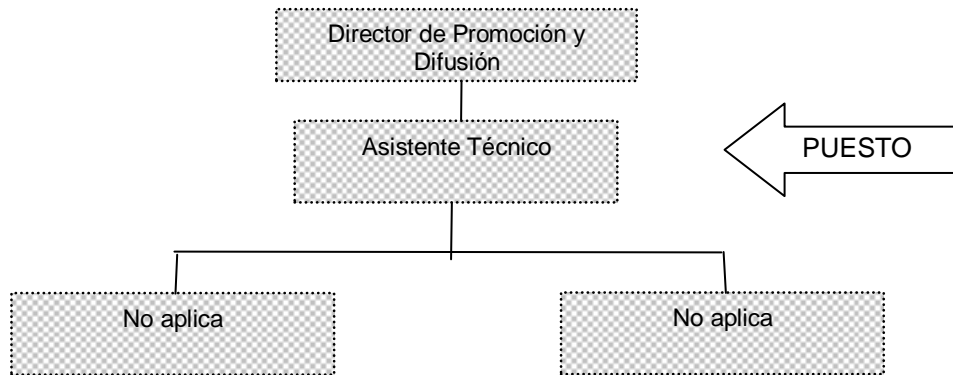 Director de Promoción y
Difusión
Asistente Técnico
PUESTO
No aplica
No aplica